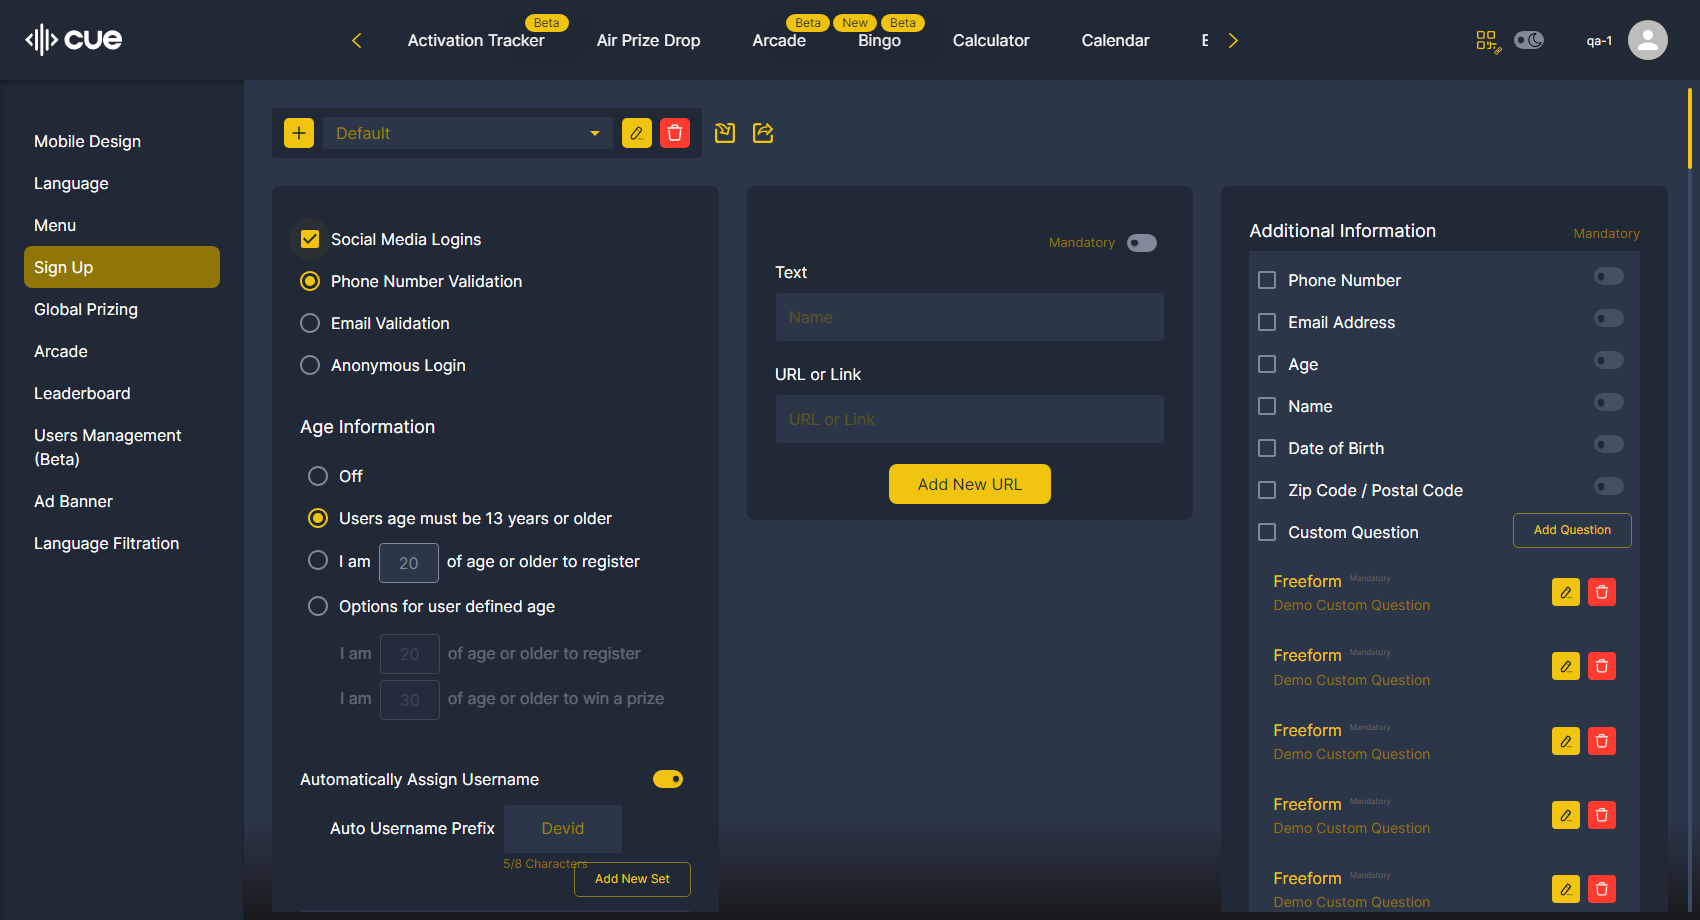 cue
Activation Tracker
Beta
Air Prize Drop
Arcade
Beta
New
Bingo
Beta
Calculator
Calendar
qa-1
Mobile Design
Language
Menu
Sign Up
Global Prizing
Arcade
Leaderboard
Users Management
(Beta)
Ad Banner
Language Filtration
Default
Social Media Logins
Phone Number Validation
Email Validation
Anonymous Login
Age Information
Off
Users age must be 13 years or older
I am 20 of age or older to register
Options for user defined age
I am 20 of age or older to register
I am 30 of age or older to win a prize
Automatically Assign Username
Auto Username Prefix Devid
5/8 Characters
Add New Set
Mandatory
Text
Name
URL or Link
URL or Link
Add New URL
Additional Information
Mandatory
Phone Number
Email Address
Age
Name
Date of Birth
Zip Code / Postal Code
Custom Question
Add Question
Freeform Mandatory
Demo Custom Question
Freeform Mandatory
Demo Custom Question
Freeform Mandatory
Demo Custom Question
Freeform Mandatory
Demo Custom Question
Freeform Mandatory
Demo Custom Question